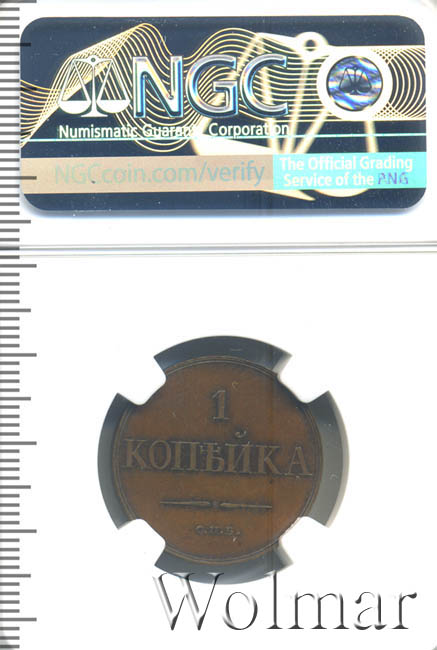 NGC
Numismatic Guaranty Corporation
NGCcoin.com/verify
The Official Grading
Service of the PNG
1
КОПѢЙКА
С.П.Б.
Wolmar